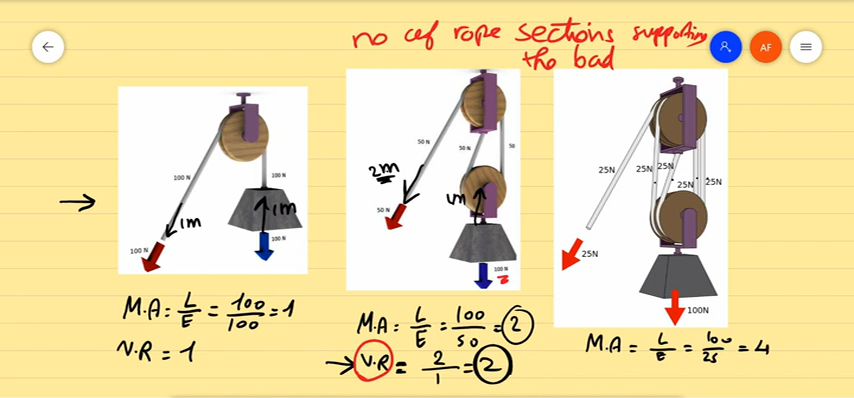 no of rope sections supporting
the load
AF
100 N
100 N
1m
1m
100 N
100 N
M.A = L/E = 100/100 = 1
V.R = 1
50 N
50 N
50
2m
1m
50 N
100 N
2
M.A = L/E = 100/50 = 2
V.R = 2/1 = 2
25N
25N
25N
25N
25N
25N
100N
M.A = L/E = 100/25 = 4